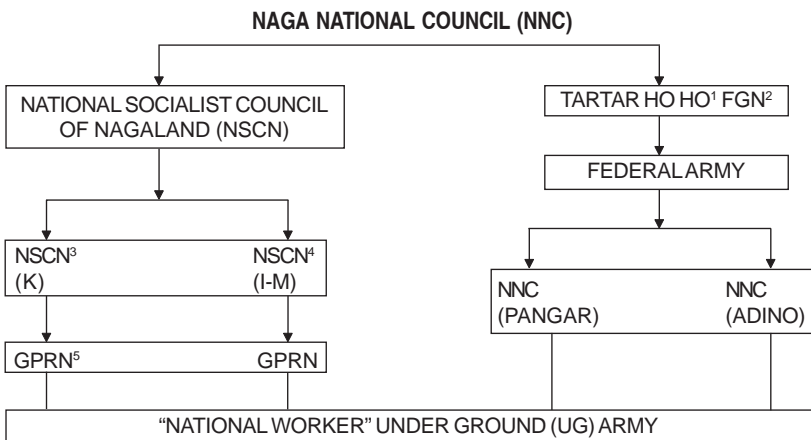 NAGA NATIONAL COUNCIL (NNC)
NATIONAL SOCIALIST COUNCIL
OF NAGALAND (NSCN)
TARTAR HO HO¹ FGN²
FEDERAL ARMY
NSCN³ NSCN⁴
(K) (I-M)
NNC NNC
(PANGAR) (ADINO)
GPRN⁵ GPRN
“NATIONAL WORKER” UNDER GROUND (UG) ARMY